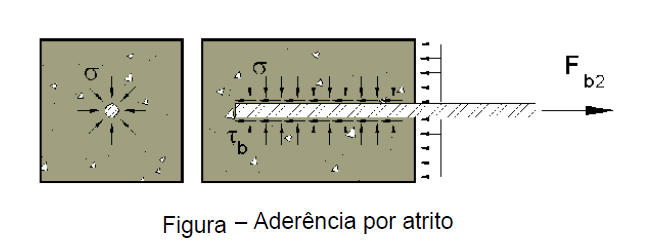 σ
σ
F b2
τ b
Figura – Aderência por atrito